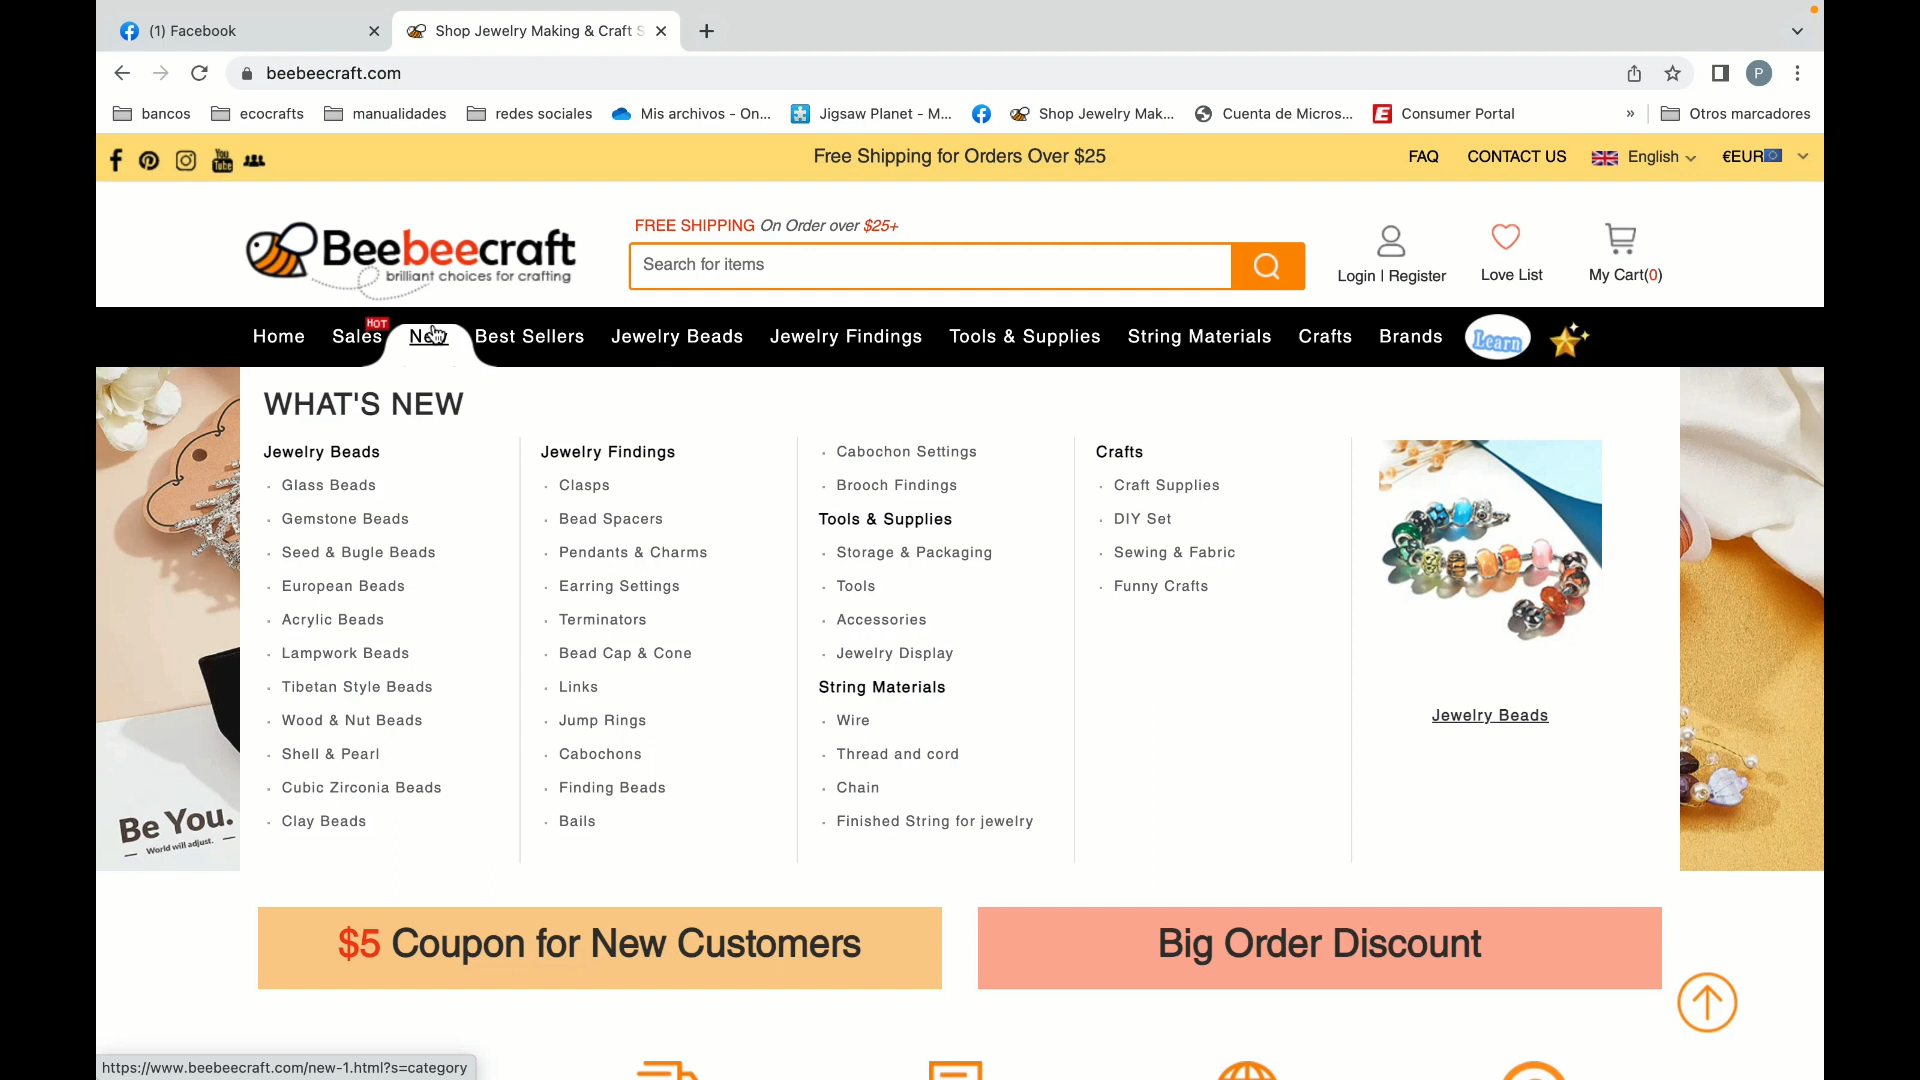 (1) Facebook
Shop Jewelry Making & Craft S
beebeecraft.com
P
bancos
ecocrafts
manualidades
redes sociales
Mis archivos - On...
Jigsaw Planet - M...
Shop Jewelry Mak...
Cuenta de Micros...
Consumer Portal
»
Otros marcadores
You Tube
Free Shipping for Orders Over $25
FAQ
CONTACT US
English
€EUR
Beebeecraft
brilliant choices for crafting
FREE SHIPPING On Order over $25+
Search for items
Login | Register
Love List
My Cart(0)
HOT
Home
Sales
New
Best Sellers
Jewelry Beads
Jewelry Findings
Tools & Supplies
String Materials
Crafts
Brands
Learn
WHAT'S NEW
Jewelry Beads
Glass Beads
Gemstone Beads
Seed & Bugle Beads
European Beads
Acrylic Beads
Lampwork Beads
Tibetan Style Beads
Wood & Nut Beads
Shell & Pearl
Cubic Zirconia Beads
Clay Beads
Jewelry Findings
Clasps
Bead Spacers
Pendants & Charms
Earring Settings
Terminators
Bead Cap & Cone
Links
Jump Rings
Cabochons
Finding Beads
Bails
Cabochon Settings
Brooch Findings
Tools & Supplies
Storage & Packaging
Tools
Accessories
Jewelry Display
String Materials
Wire
Thread and cord
Chain
Finished String for jewelry
Crafts
Craft Supplies
DIY Set
Sewing & Fabric
Funny Crafts
Jewelry Beads
Be You.
World will adjust.
$5 Coupon for New Customers
Big Order Discount
https://www.beebeecraft.com/new-1.html?s=category